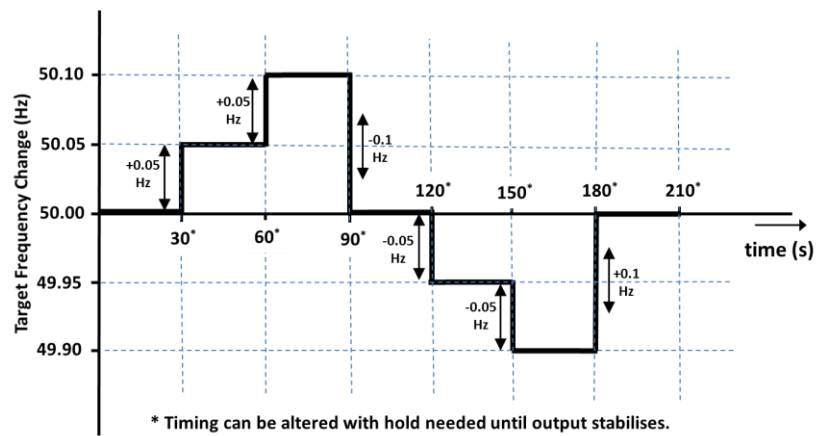 Target Frequency Change (Hz)
50.10
50.05
50.00
49.95
49.90
+0.05
Hz
+0.05
Hz
-0.1
Hz
30*
60*
90*
120*
150*
180*
210*
-0.05
Hz
-0.05
Hz
+0.1
Hz
time (s)
* Timing can be altered with hold needed until output stabilises.